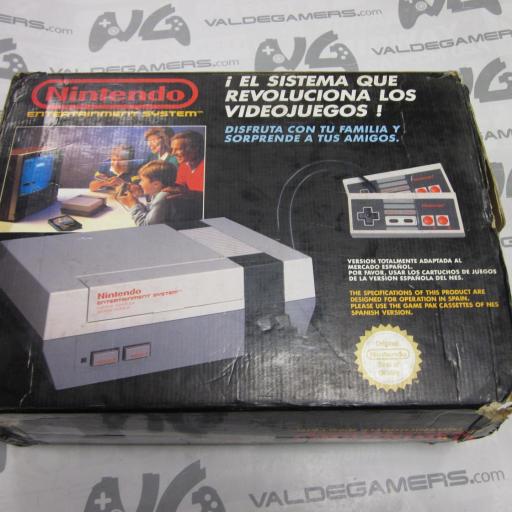 VALDEGAMERS.COM
VALDEGAMERS.COM
Nintendo
ENTERTAINMENT SYSTEM™
¡ EL SISTEMA QUE
REVOLUCIONA LOS
VIDEOJUEGOS !
DISFRUTA CON TU FAMILIA Y
SORPRENDE A TUS AMIGOS.
VERSION TOTALMENTE ADAPTADA AL
MERCADO ESPAÑOL.
POR FAVOR, USAR LOS CARTUCHOS DE JUEGOS
DE LA VERSION ESPAÑOLA DEL NES.
THE SPECIFICATIONS OF THIS PRODUCT ARE
DESIGNED FOR OPERATION IN SPAIN.
PLEASE USE THE GAME PAK CASSETTES OF NES
SPANISH VERSION.
Nintendo
ENTERTAINMENT SYSTEM™
Original
Nintendo
Seal of
Quality
VALDEGAMERS.COM